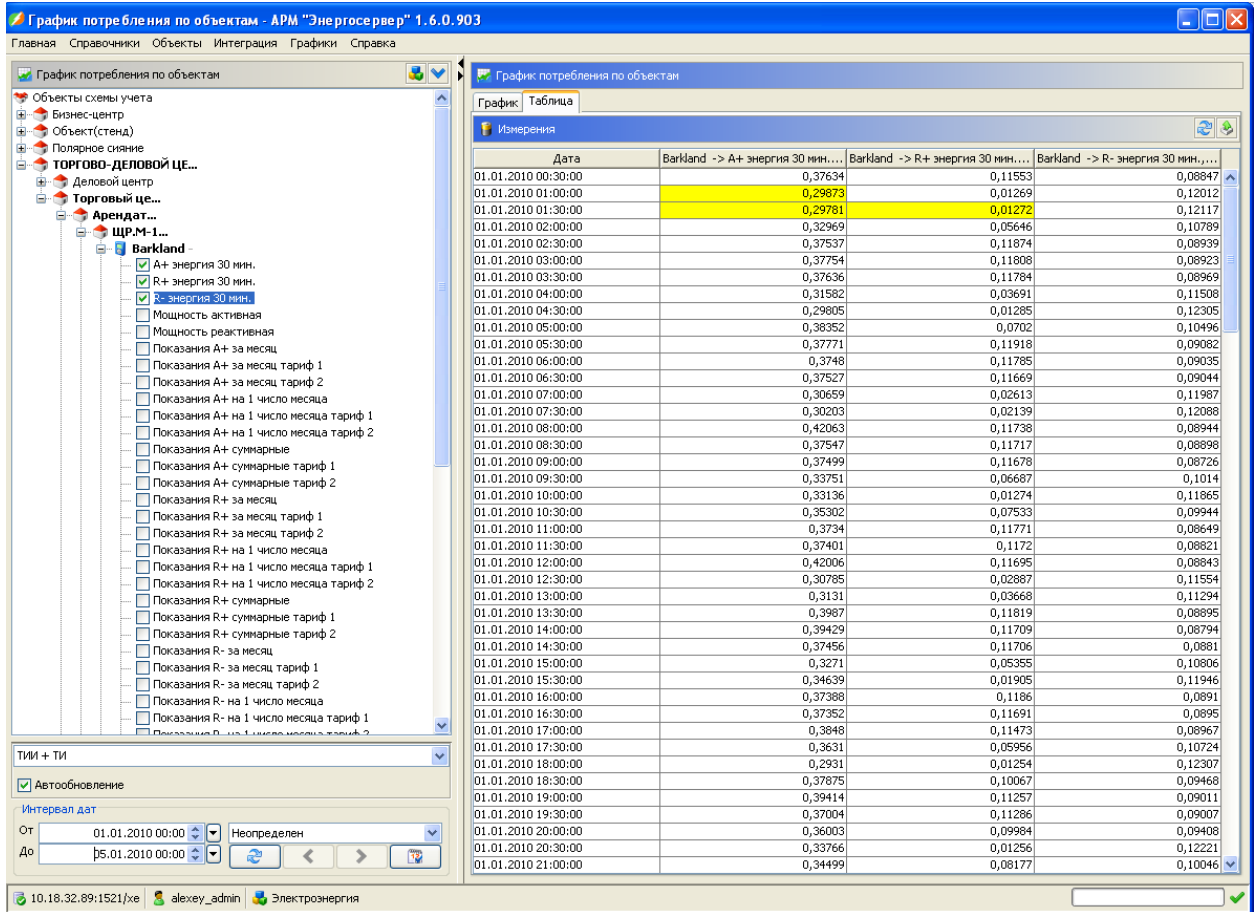 График потребления по объектам - АРМ "Энергосервер" 1.6.0.903
Главная Справочники Объекты Интеграция Графики Справка
График потребления по объектам
Объекты схемы учета
Бизнес-центр
Объект(стенд)
Полярное сияние
ТОРГОВО-ДЕЛОВОЙ ЦЕ...
Деловой центр
Торговый це...
Арендат...
ЩР.М-1...
Barkland -
A+ энергия 30 мин.
R+ энергия 30 мин.
R- энергия 30 мин.
Мощность активная
Мощность реактивная
Показания A+ за месяц
Показания A+ за месяц тариф 1
Показания A+ за месяц тариф 2
Показания A+ на 1 число месяца
Показания A+ на 1 число месяца тариф 1
Показания A+ на 1 число месяца тариф 2
Показания A+ суммарные
Показания A+ суммарные тариф 1
Показания A+ суммарные тариф 2
Показания R+ за месяц
Показания R+ за месяц тариф 1
Показания R+ за месяц тариф 2
Показания R+ на 1 число месяца
Показания R+ на 1 число месяца тариф 1
Показания R+ на 1 число месяца тариф 2
Показания R+ суммарные
Показания R+ суммарные тариф 1
Показания R+ суммарные тариф 2
Показания R- за месяц
Показания R- за месяц тариф 1
Показания R- за месяц тариф 2
Показания R- на 1 число месяца
Показания R- на 1 число месяца тариф 1
Показания R- на 1 число месяца тариф 2
ТИИ + ТИ
Автообновление
Интервал дат
От 01.01.2010 00:00 Неопределен
До 05.01.2010 00:00
График потребления по объектам
График Таблица
Измерения
Дата Barkland -> A+ энергия 30 мин.... Barkland -> R+ энергия 30 мин.... Barkland -> R- энергия 30 мин.,...
01.01.2010 00:30:00 0,37634 0,11553 0,08847
01.01.2010 01:00:00 0,29873 0,01269 0,12012
01.01.2010 01:30:00 0,29781 0,01272 0,12117
01.01.2010 02:00:00 0,32969 0,05646 0,10789
01.01.2010 02:30:00 0,37537 0,11874 0,08939
01.01.2010 03:00:00 0,37754 0,11808 0,08923
01.01.2010 03:30:00 0,37636 0,11784 0,08969
01.01.2010 04:00:00 0,31582 0,03691 0,11508
01.01.2010 04:30:00 0,29805 0,01285 0,12305
01.01.2010 05:00:00 0,38352 0,0702 0,10496
01.01.2010 05:30:00 0,37771 0,11918 0,09082
01.01.2010 06:00:00 0,3748 0,11785 0,09035
01.01.2010 06:30:00 0,37527 0,11669 0,09044
01.01.2010 07:00:00 0,30659 0,02613 0,11987
01.01.2010 07:30:00 0,30203 0,02139 0,12088
01.01.2010 08:00:00 0,42063 0,11738 0,08944
01.01.2010 08:30:00 0,37547 0,11717 0,08898
01.01.2010 09:00:00 0,37499 0,11678 0,08726
01.01.2010 09:30:00 0,33751 0,06687 0,1014
01.01.2010 10:00:00 0,33136 0,01274 0,11865
01.01.2010 10:30:00 0,35302 0,07533 0,09944
01.01.2010 11:00:00 0,3734 0,11771 0,08649
01.01.2010 11:30:00 0,37401 0,1172 0,08821
01.01.2010 12:00:00 0,42006 0,11695 0,08843
01.01.2010 12:30:00 0,30785 0,02887 0,11554
01.01.2010 13:00:00 0,3131 0,03668 0,11294
01.01.2010 13:30:00 0,3987 0,11819 0,08895
01.01.2010 14:00:00 0,39429 0,11709 0,08794
01.01.2010 14:30:00 0,37456 0,11706 0,0881
01.01.2010 15:00:00 0,3271 0,05355 0,10806
01.01.2010 15:30:00 0,34639 0,01905 0,11946
01.01.2010 16:00:00 0,37388 0,1186 0,0891
01.01.2010 16:30:00 0,37352 0,11691 0,0895
01.01.2010 17:00:00 0,3848 0,11473 0,08967
01.01.2010 17:30:00 0,3631 0,05956 0,10724
01.01.2010 18:00:00 0,2931 0,01254 0,12307
01.01.2010 18:30:00 0,37875 0,10067 0,09468
01.01.2010 19:00:00 0,39414 0,11257 0,09011
01.01.2010 19:30:00 0,37004 0,11286 0,09007
01.01.2010 20:00:00 0,36003 0,09984 0,09408
01.01.2010 20:30:00 0,33766 0,01256 0,12221
01.01.2010 21:00:00 0,34499 0,08177 0,10046
10.18.32.89:1521/xe alexey_admin Электроэнергия